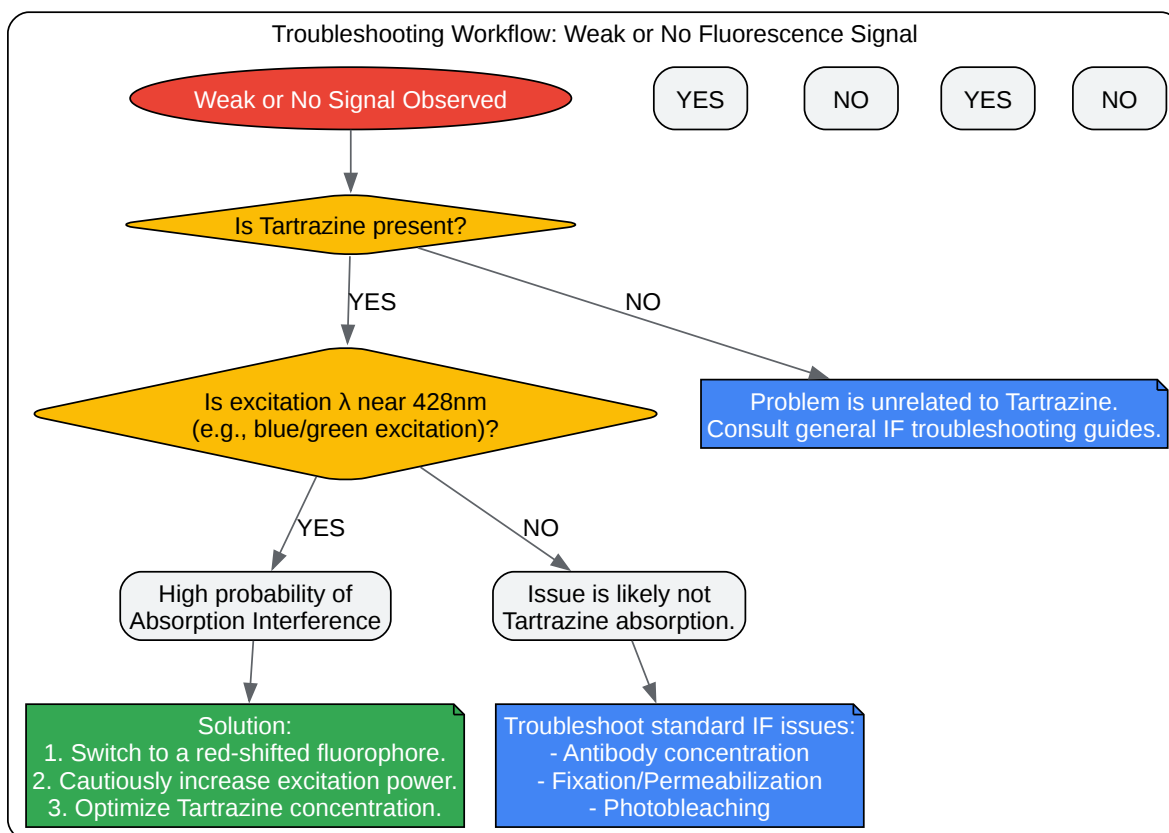 Troubleshooting Workflow: Weak or No Fluorescence Signal
Weak or No Signal Observed
YES
NO
YES
NO
Is Tartrazine present?
YES
NO
Is excitation λ near 428nm
(e.g., blue/green excitation)?
Problem is unrelated to Tartrazine.
Consult general IF troubleshooting guides.
YES
NO
High probability of
Absorption Interference
Issue is likely not
Tartrazine absorption.
Solution:
1. Switch to a red-shifted fluorophore.
2. Cautiously increase excitation power.
3. Optimize Tartrazine concentration.
Troubleshoot standard IF issues:
- Antibody concentration
- Fixation/Permeabilization
- Photobleaching